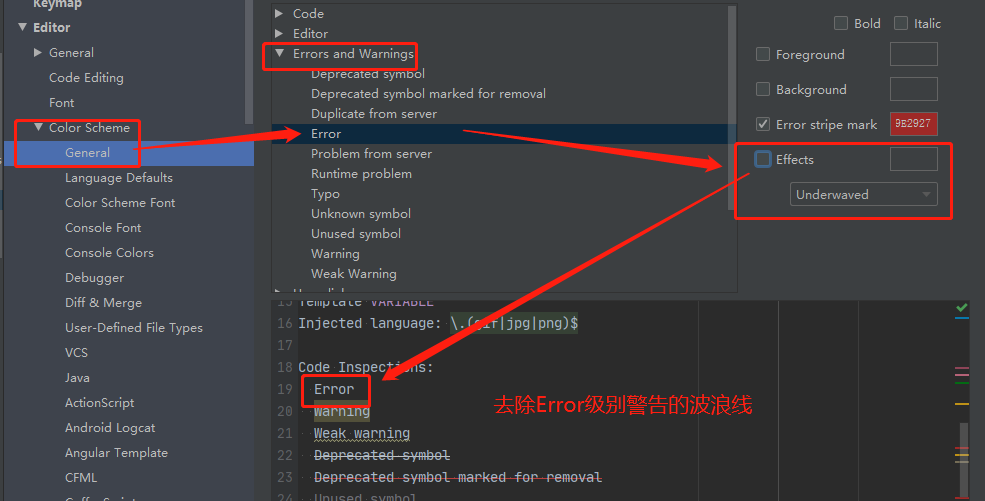 Keymap
Editor
General
Code Editing
Font
Color Scheme
General
Language Defaults
Color Scheme Font
Console Font
Console Colors
Debugger
Diff & Merge
User-Defined File Types
VCS
Java
ActionScript
Android Logcat
Angular Template
CFML
Code
Editor
Errors and Warnings
Deprecated symbol
Deprecated symbol marked for removal
Duplicate from server
Error
Problem from server
Runtime problem
Typo
Unknown symbol
Unused symbol
Warning
Weak Warning
Bold
Italic
Foreground
Background
Error stripe mark 9E2927
Effects
Underwaved
15 Template VARIABLE
16 Injected language: \.(gif|jpg|png)$
17
18 Code Inspections:
19 Error
20 Warning
21 Weak warning
22 Deprecated symbol
23 Deprecated symbol marked for removal
24 Unused symbol
去除Error级别警告的波浪线